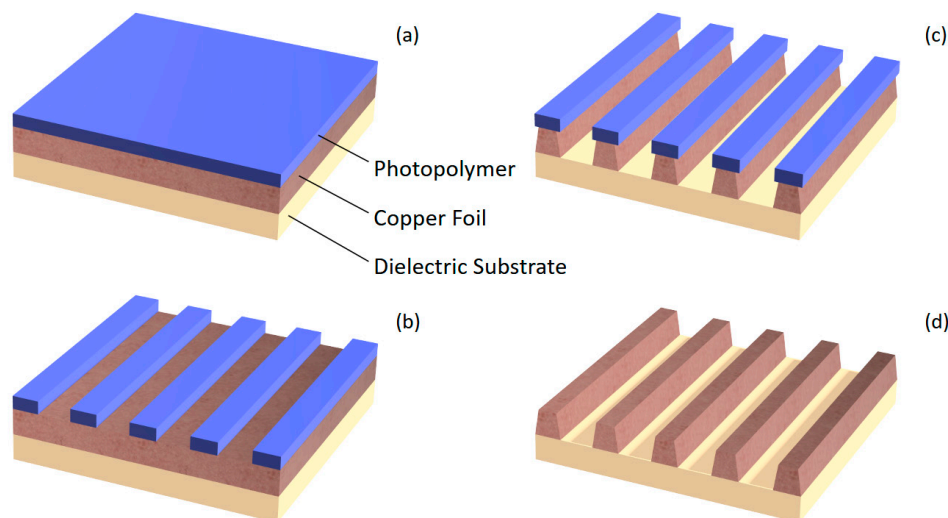 (a)
(c)
Photopolymer
Copper Foil
Dielectric Substrate
(b)
(d)